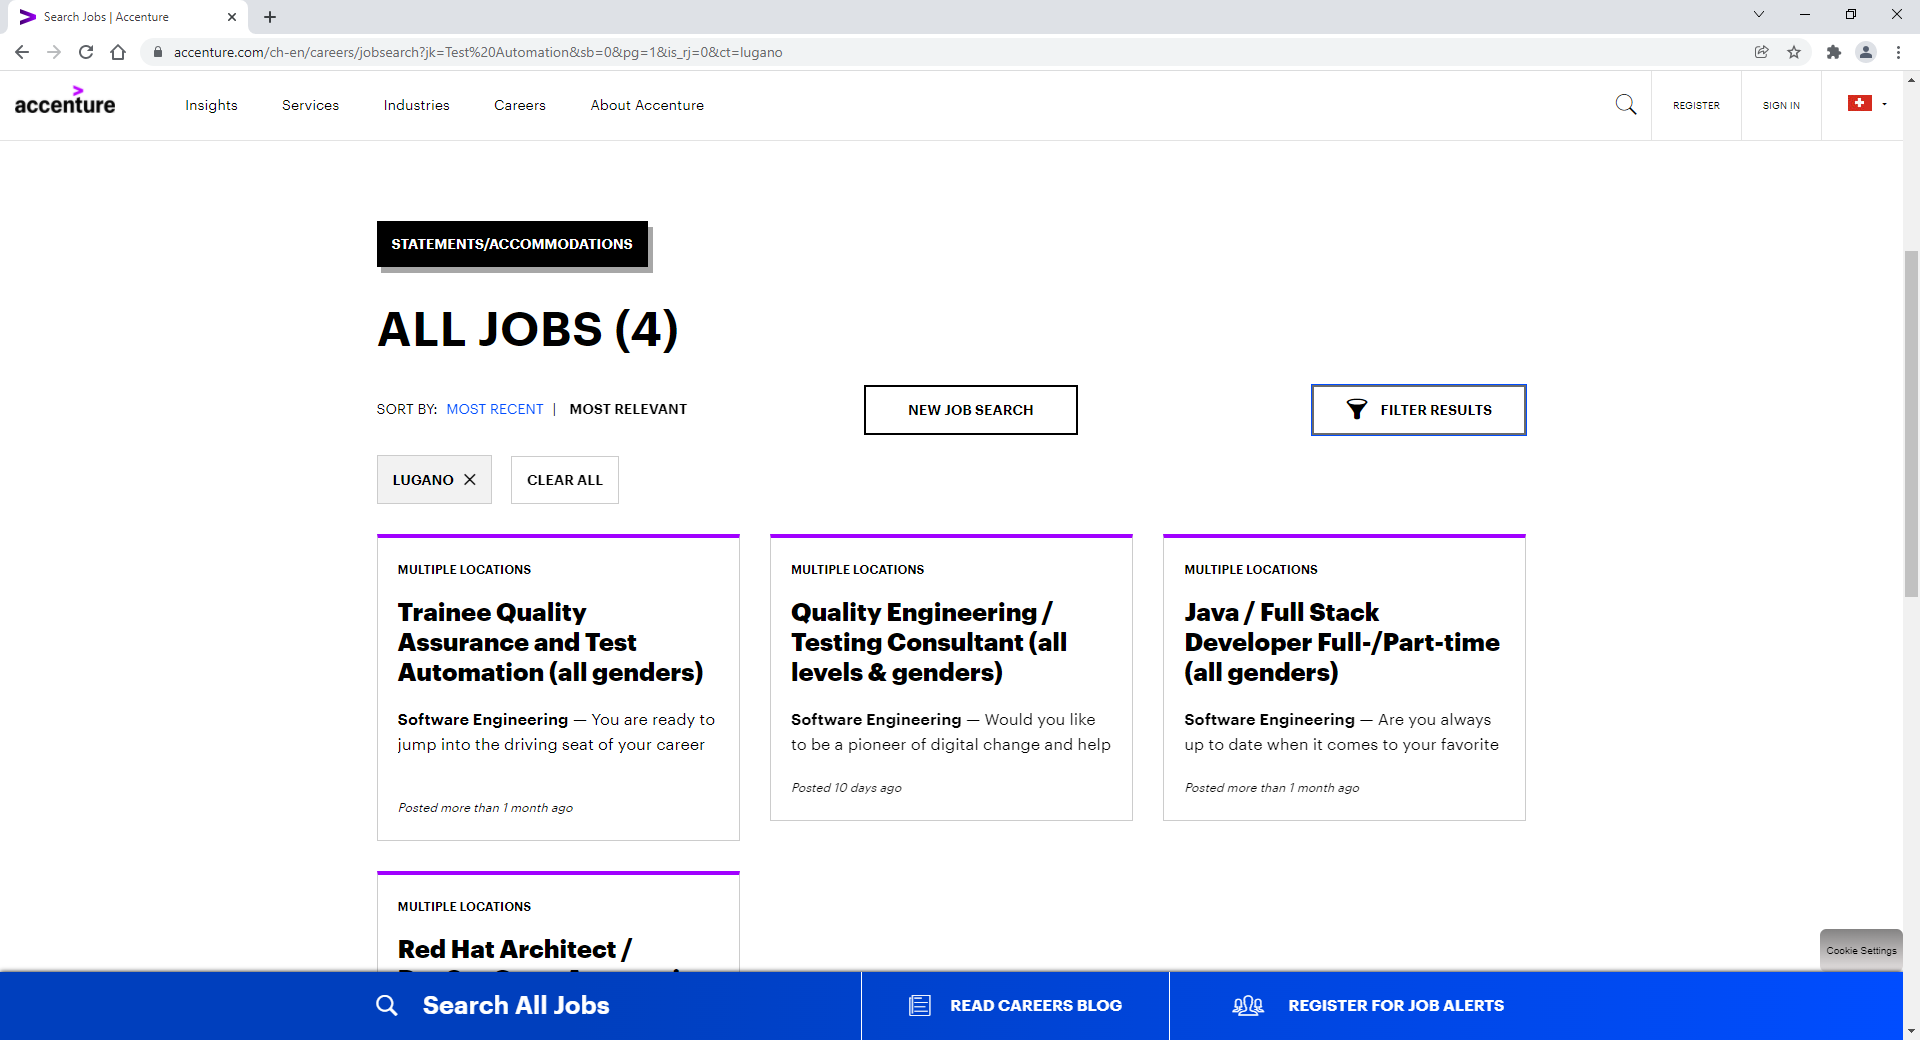 Search Jobs | Accenture
accenture.com/ch-en/careers/jobsearch?jk=Test%20Automation&sb=0&pg=1&is_rj=0&ct=lugano
accenture
Insights
Services
Industries
Careers
About Accenture
REGISTER
SIGN IN
STATEMENTS/ACCOMMODATIONS
ALL JOBS (4)
SORT BY: MOST RECENT | MOST RELEVANT
NEW JOB SEARCH
FILTER RESULTS
LUGANO
CLEAR ALL
MULTIPLE LOCATIONS
Trainee Quality
Assurance and Test
Automation (all genders)
Software Engineering — You are ready to
jump into the driving seat of your career
Posted more than 1 month ago
MULTIPLE LOCATIONS
Quality Engineering /
Testing Consultant (all
levels & genders)
Software Engineering — Would you like
to be a pioneer of digital change and help
Posted 10 days ago
MULTIPLE LOCATIONS
Java / Full Stack
Developer Full-/Part-time
(all genders)
Software Engineering — Are you always
up to date when it comes to your favorite
Posted more than 1 month ago
MULTIPLE LOCATIONS
Red Hat Architect /
Cookie Settings
Search All Jobs
READ CAREERS BLOG
REGISTER FOR JOB ALERTS